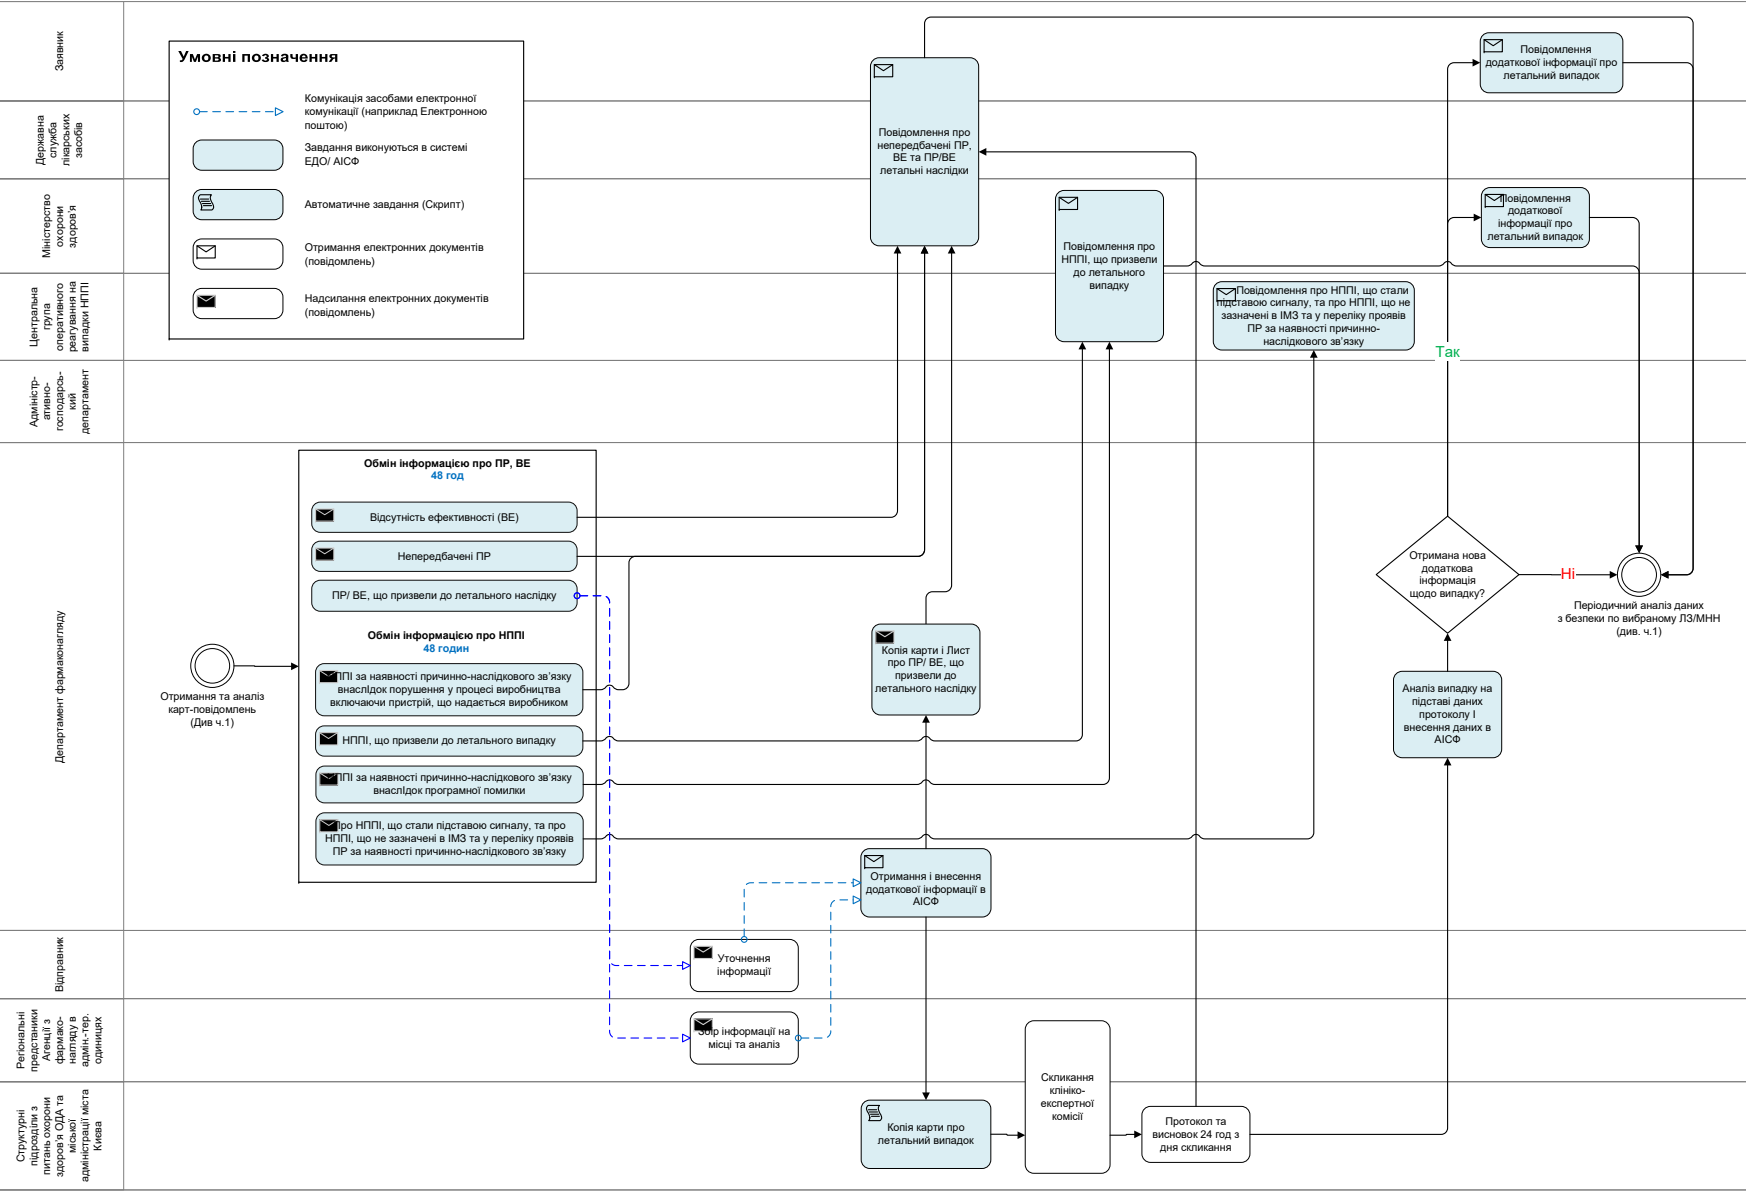 Заявник
Державна
служба
лікарських
засобів
Міністерство
охорони
здоров'я
Центральна
група
оперативного
реагування на
випадки НППІ
Адміністр-
ативно-
господарсь-
кий
департамент
Департамент фармаконагляду
Відправник
Регіональні
предстаники
Агенції з
фармако-
нагляду в
адмін.-тер.
одиницях
Структурні
підрозділи з
питань охорони
здоров'я ОДА та
міської
адміністрації міста
Києва
Умовні позначення
Комунікація засобами електронної
комунікації (наприклад Електронною
поштою)
Завдання виконуються в системі
ЕДО/ АІСФ
Автоматичне завдання (Скрипт)
Отримання електронних документів
(повідомлень)
Надсилання електронних документів
(повідомлень)
Повідомлення про
непередбачені ПР,
ВЕ та ПР/ВЕ
летальні наслідки
Повідомлення про
НППІ, що призвели
до летального
випадку
Повідомлення про НППІ, що стали
підставою сигналу, та про НППІ, що не
зазначені в ІМЗ та у переліку проявів
ПР за наявності причинно-
наслідкового зв'язку
Повідомлення
додаткової інформації про
летальний випадок
Повідомлення
додаткової
інформації про
летальний випадок
Так
Отримання та аналіз
карт-повідомлень
(Див ч.1)
Обмін інформацією про ПР, ВЕ
48 год
Відсутність ефективності (ВЕ)
Непередбачені ПР
ПР/ ВЕ, що призвели до летального наслідку
Обмін інформацією про НППІ
48 годин
НППІ за наявності причинно-наслідкового зв'язку
внаслІдок порушення у процесі виробництва
включаючи пристрій, що надається виробником
НППІ, що призвели до летального випадку
НППІ за наявності причинно-наслідкового зв'язку
внаслІдок програмної помилки
Про НППІ, що стали підставою сигналу, та про
НППІ, що не зазначені в ІМЗ та у переліку проявів
ПР за наявності причинно-наслідкового зв'язку
Копія карти і Лист
про ПР/ ВЕ, що
призвели до
летального наслідку
Отримання і внесення
додаткової інформації в
АІСФ
Уточнення
інформації
Збір інформації на
місці та аналіз
Копія карти про
летальний випадок
Скликання
клініко-
експертної
комісії
Протокол та
висновок 24 год з
дня скликання
Аналіз випадку на
підставі даних
протоколу І
внесення даних в
АІСФ
Отримана нова
додаткова
інформація
щодо випадку?
Ні
Періодичний аналіз даних
з безпеки по вибраному ЛЗ/МНН
(див. ч.1)